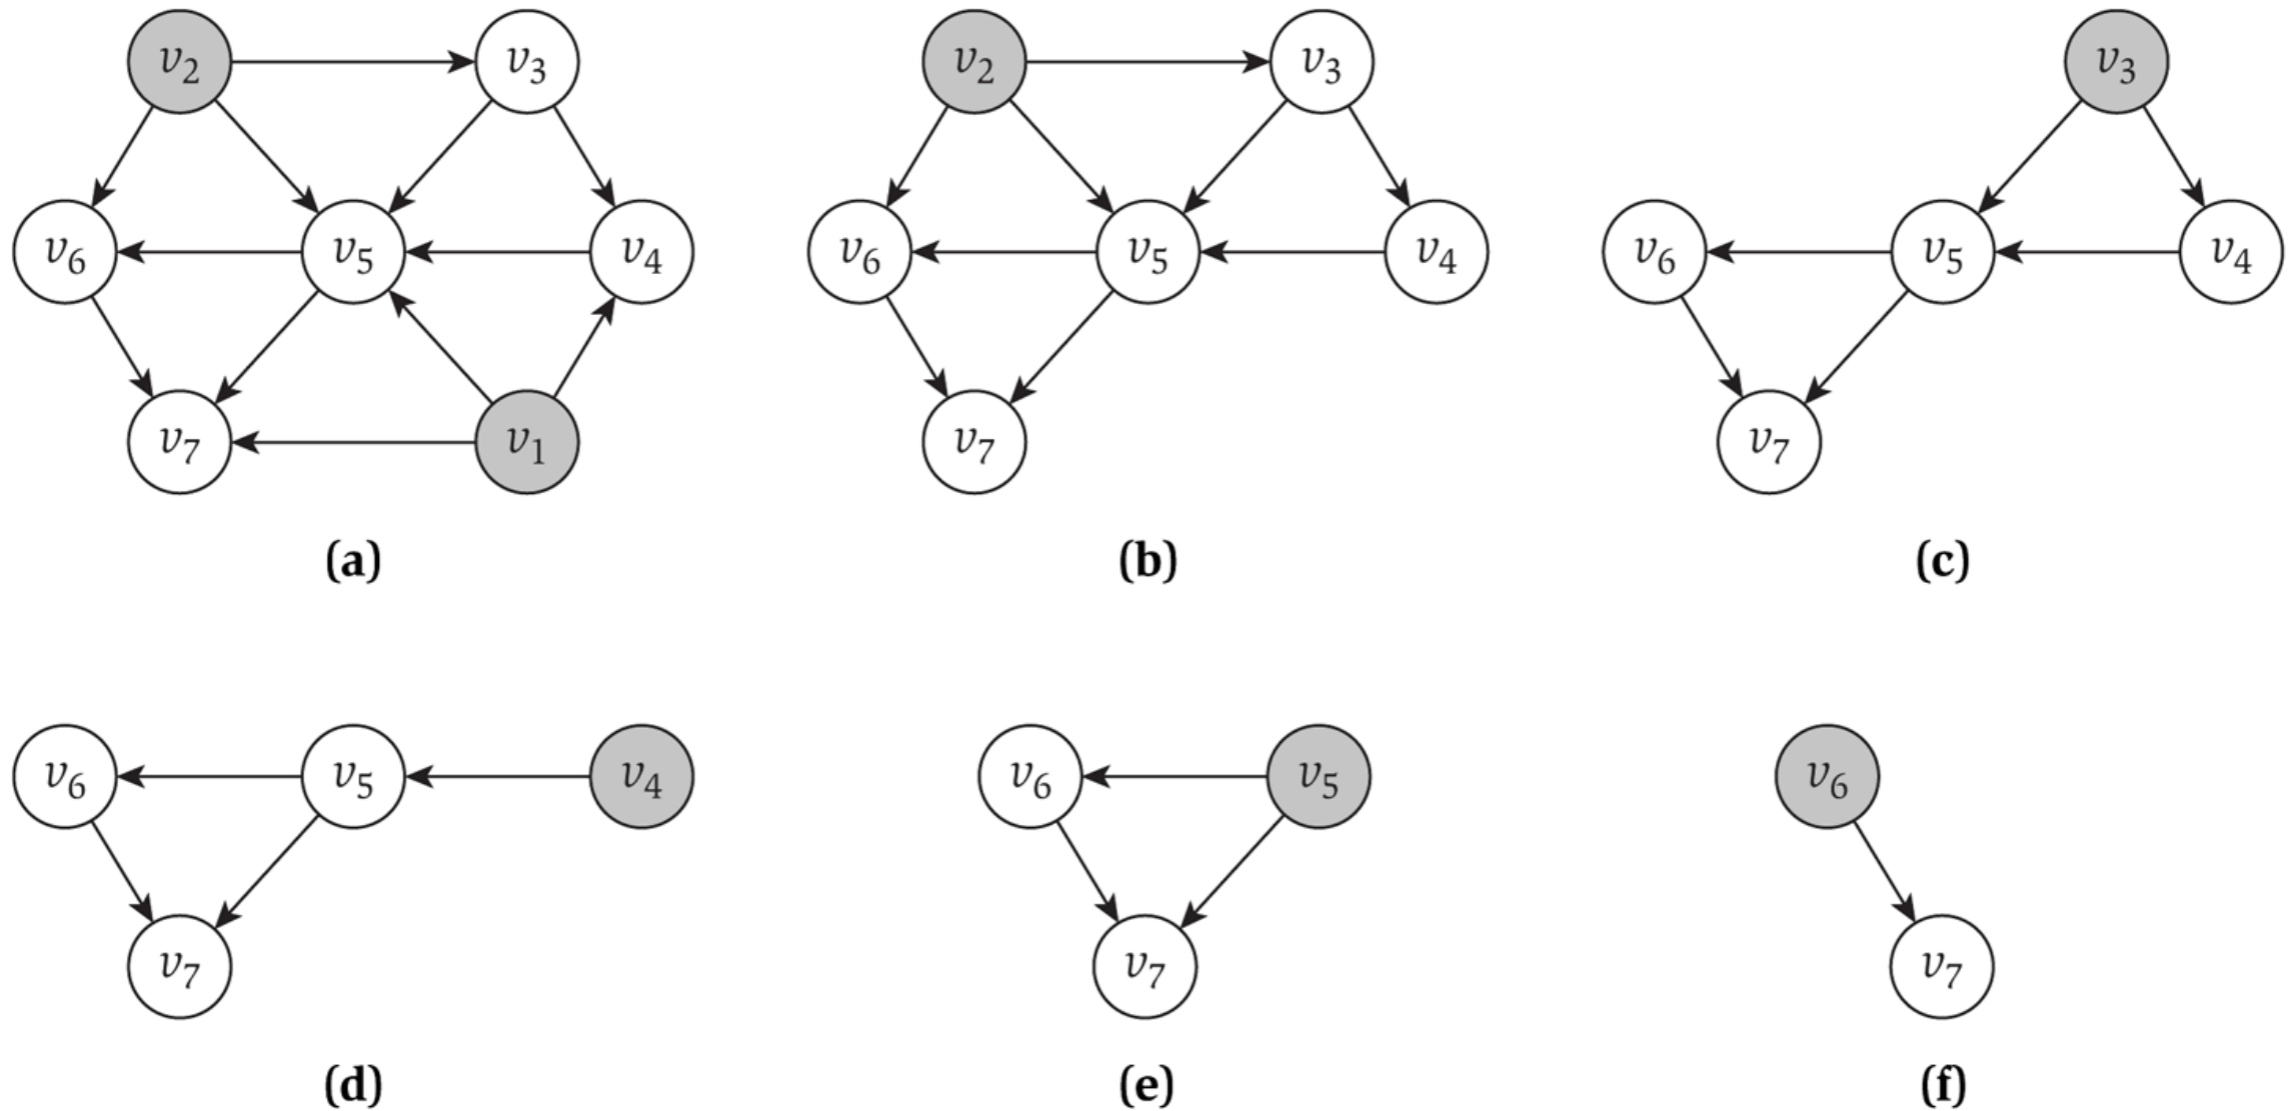 v2 v3 v2 v3 v3
v6 v5 v4 v6 v5 v4 v6 v5 v4
v7 v1 v7 v7
(a) (b) (c)
v6 v5 v4 v6 v5 v6
v7 v7 v7
(d) (e) (f)